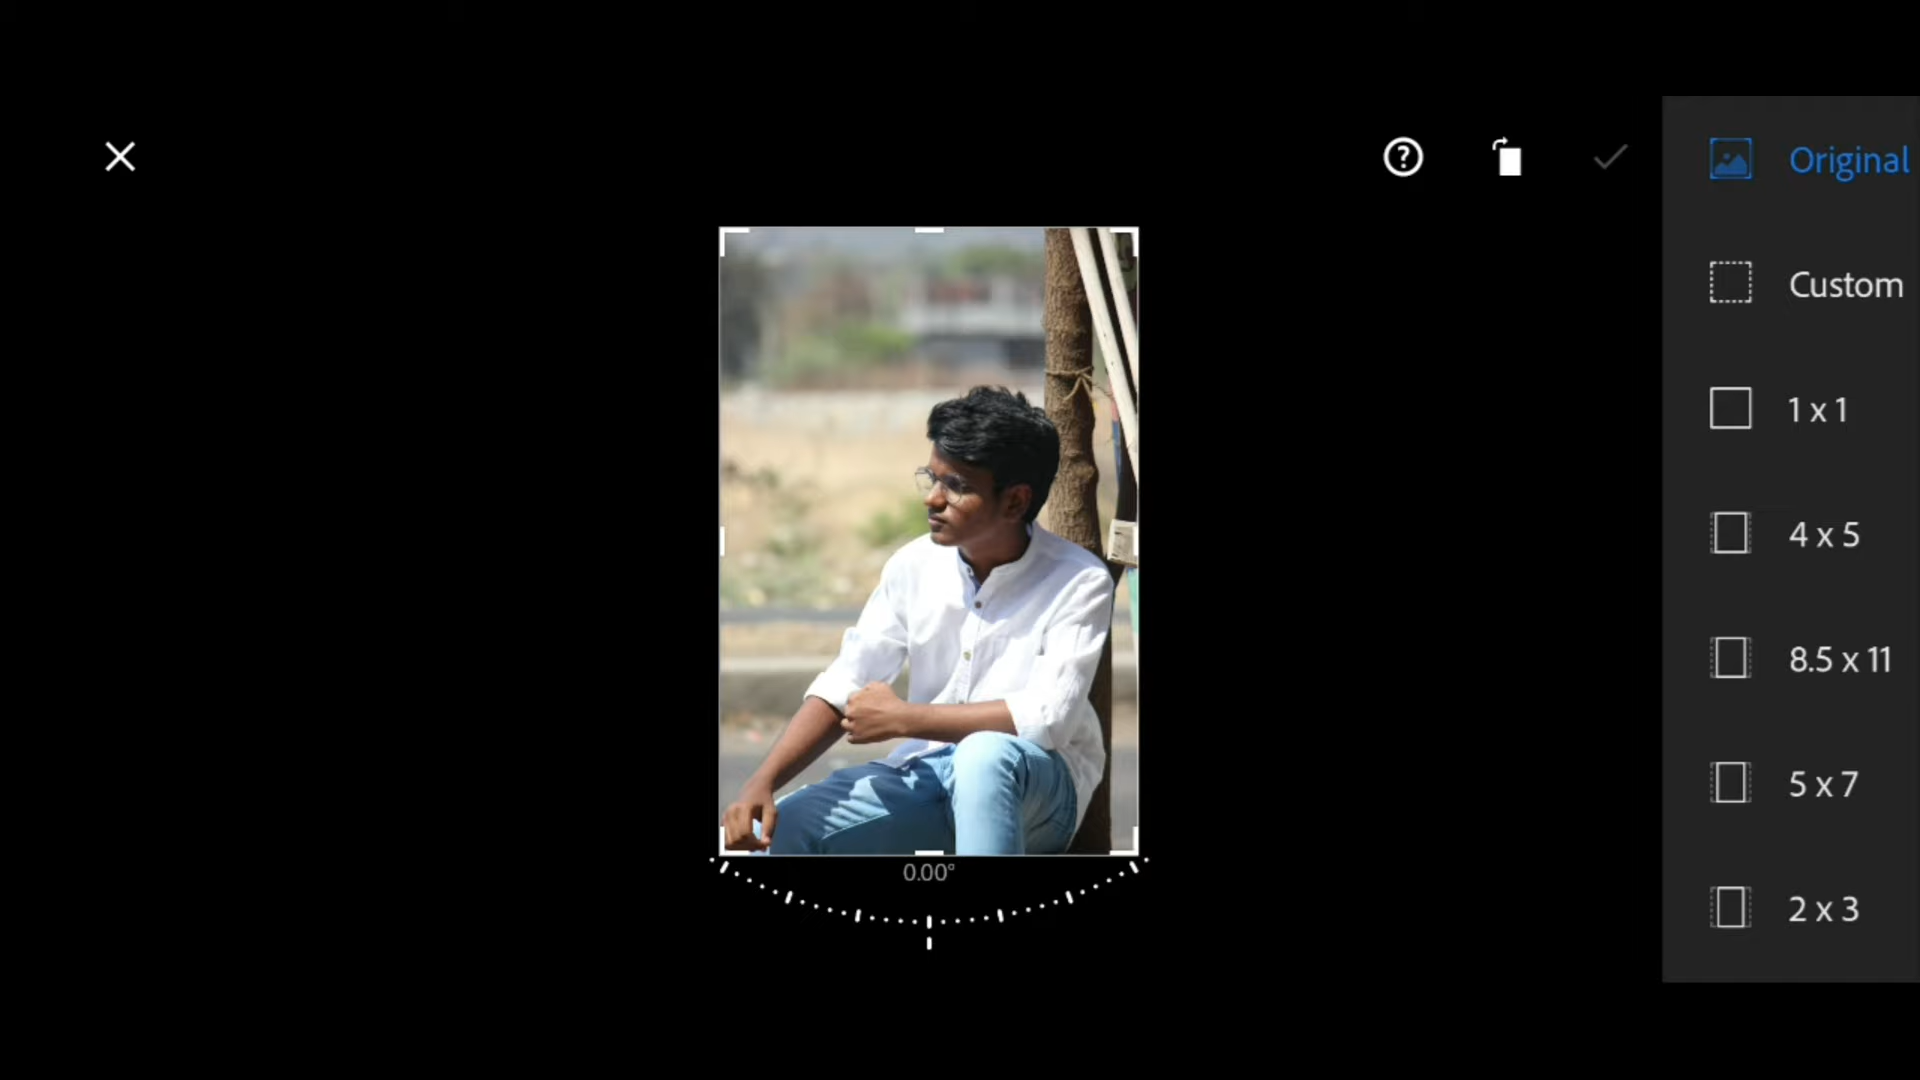 ?
Original
Custom
1 x 1
4 x 5
8.5 x 11
5 x 7
2 x 3
0.00°